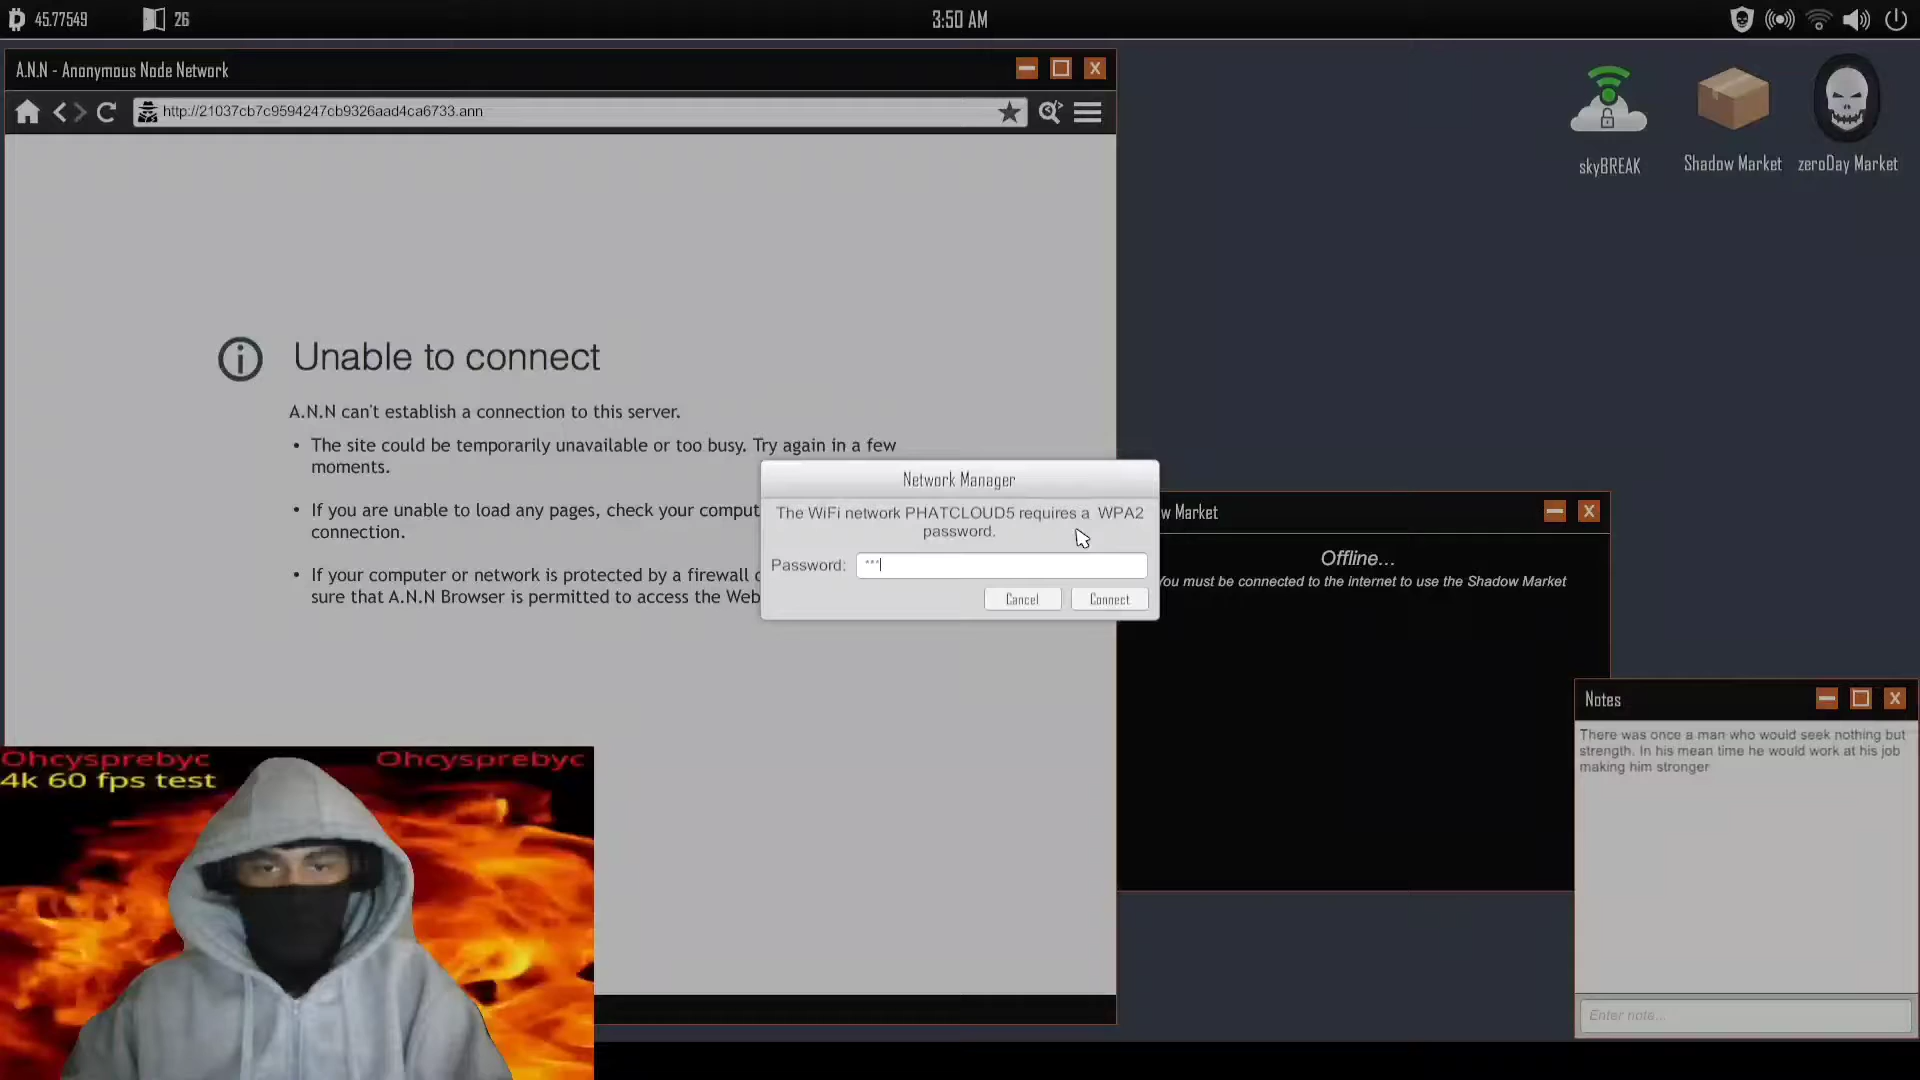 45.77549
26
3:50 AM
A.N.N - Anonymous Node Network
http://21037cb7c9594247cb9326aad4ca6733.ann
skyBREAK
Shadow Market
zeroDay Market
Unable to connect
A.N.N can't establish a connection to this server.
• The site could be temporarily unavailable or too busy. Try again in a few
moments.
• If you are unable to load any pages, check your comput
connection.
• If your computer or network is protected by a firewall
sure that A.N.N Browser is permitted to access the Web
Network Manager
The WiFi network PHATCLOUD5 requires a WPA2
password.
Password: ***
Cancel
Connect
w Market
Offline...
You must be connected to the internet to use the Shadow Market
Notes
There was once a man who would seek nothing but
strength. In his mean time he would work at his job
making him stronger
Enter note...
Ohcysprebyc
Ohcysprebyc
4k 60 fps test